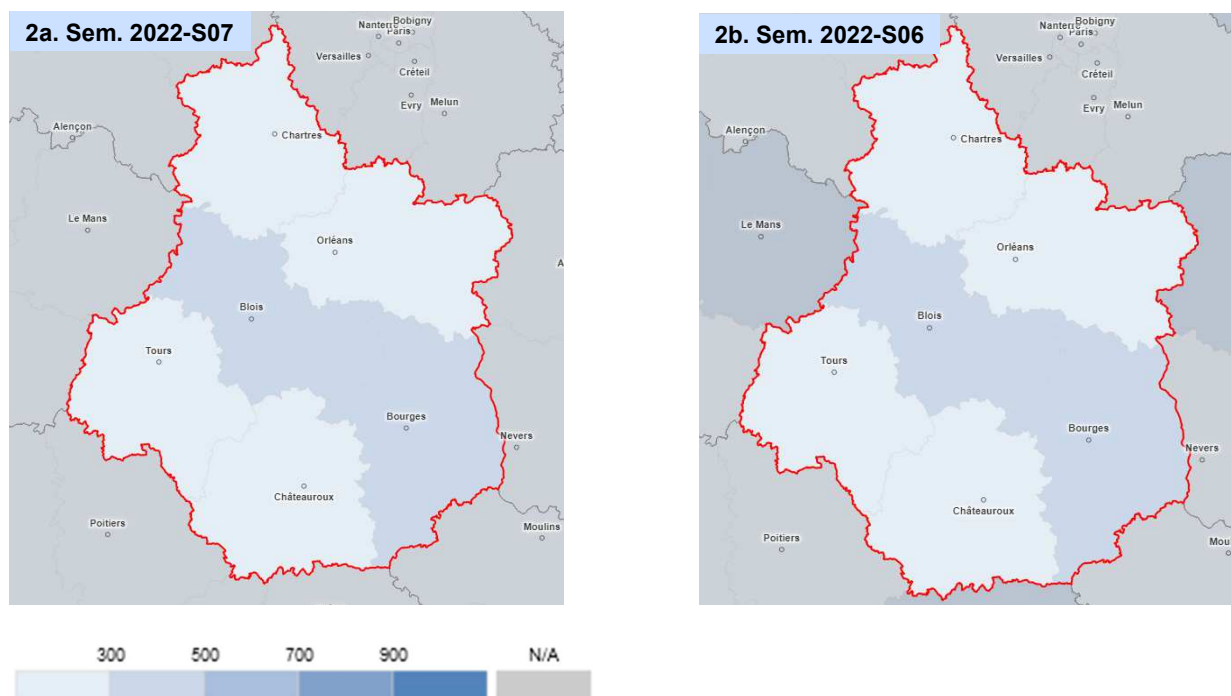 2a. Sem. 2022-S07
Nanterre
Bobigny
Paris
Versailles
Créteil
Evry
Melun
Alençon
Chartres
Le Mans
Orléans
A
Blois
Tours
Bourges
Nevers
Châteauroux
Poitiers
Moulins
2b. Sem. 2022-S06
Bobigny
Paris
Versailles
Créteil
Evry
Melun
Alençon
Chartres
Le Mans
Orléans
Blois
Tours
Bourges
Nevers
Châteauroux
Poitiers
Moul
300 500 700 900 N/A